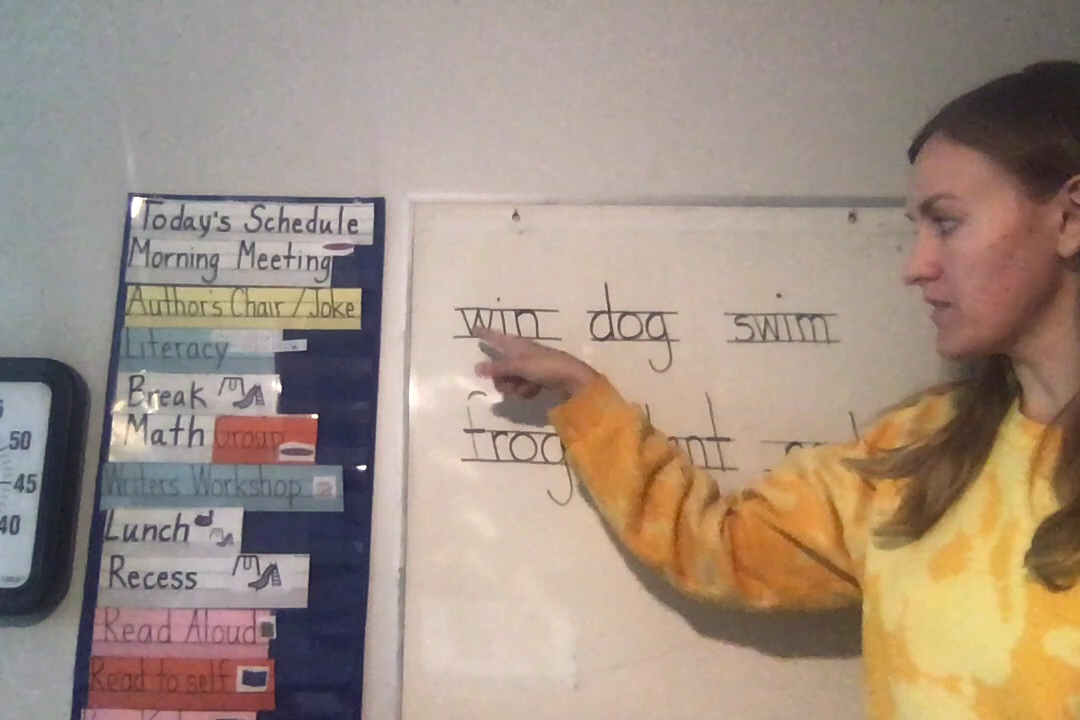 Today's Schedule
Morning Meeting
Author's Chair / Joke
Literacy
Break
Math Group
Writers Workshop
Lunch
Recess
Read Aloud
Read to self
win dog swim
frog
50
45
40